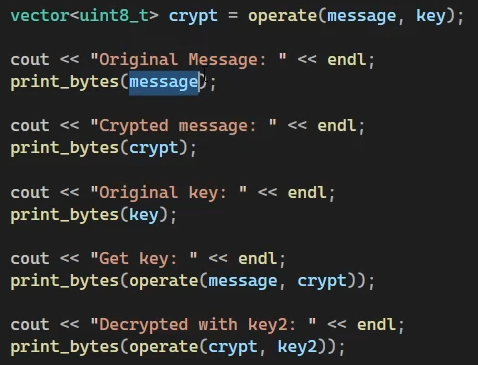 vector<uint8_t> crypt = operate(message, key);
cout << "Original Message: " << endl;
print_bytes(message);
cout << "Crypted message: " << endl;
print_bytes(crypt);
cout << "Original key: " << endl;
print_bytes(key);
cout << "Get key: " << endl;
print_bytes(operate(message, crypt));
cout << "Decrypted with key2: " << endl;
print_bytes(operate(crypt, key2));